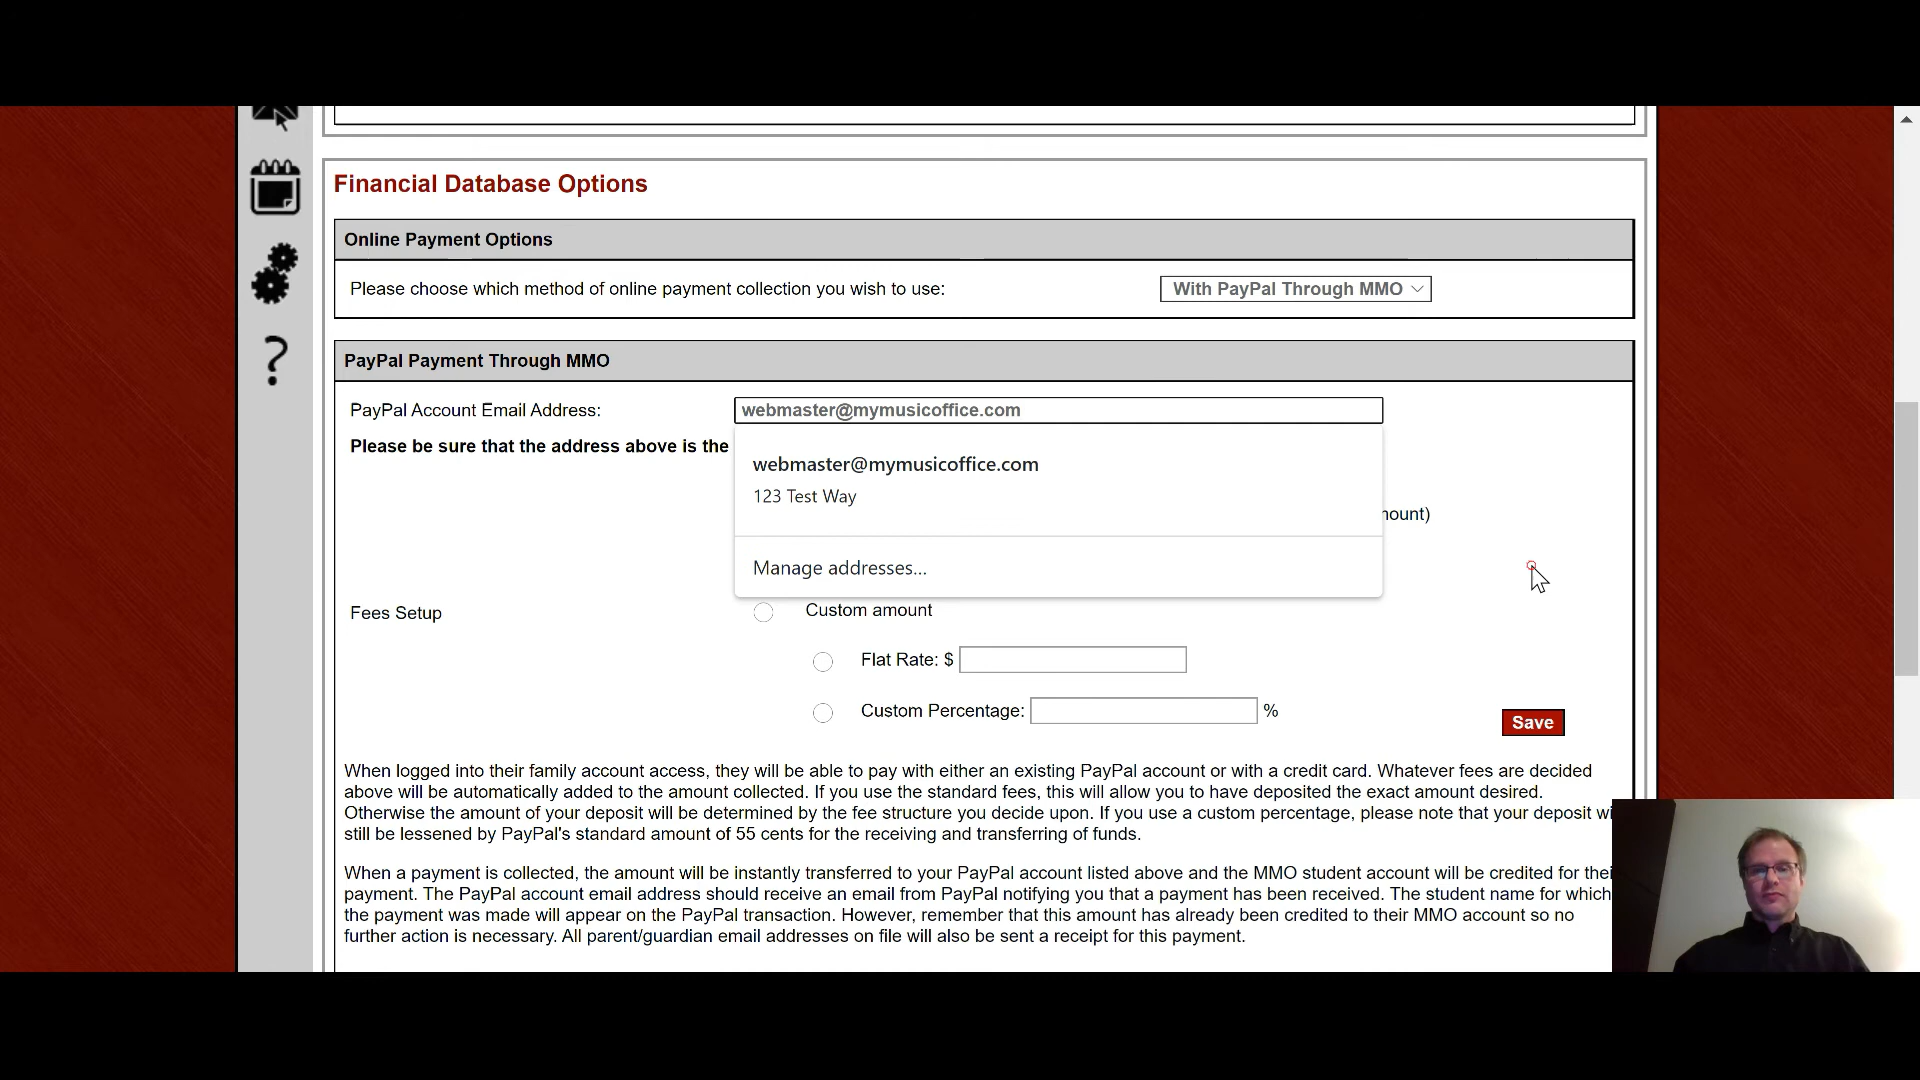 Financial Database Options
Online Payment Options
Please choose which method of online payment collection you wish to use:
With PayPal Through MMO
PayPal Payment Through MMO
PayPal Account Email Address:
webmaster@mymusicoffice.com
Please be sure that the address above is the
webmaster@mymusicoffice.com
123 Test Way
nount)
Manage addresses...
Fees Setup
Custom amount
Flat Rate: $
Custom Percentage: %
Save
When logged into their family account access, they will be able to pay with either an existing PayPal account or with a credit card. Whatever fees are decided
above will be automatically added to the amount collected. If you use the standard fees, this will allow you to have deposited the exact amount desired.
Otherwise the amount of your deposit will be determined by the fee structure you decide upon. If you use a custom percentage, please note that your deposit wi
still be lessened by PayPal's standard amount of 55 cents for the receiving and transferring of funds.
When a payment is collected, the amount will be instantly transferred to your PayPal account listed above and the MMO student account will be credited for thei
payment. The PayPal account email address should receive an email from PayPal notifying you that a payment has been received. The student name for which
the payment was made will appear on the PayPal transaction. However, remember that this amount has already been credited to their MMO account so no
further action is necessary. All parent/guardian email addresses on file will also be sent a receipt for this payment.